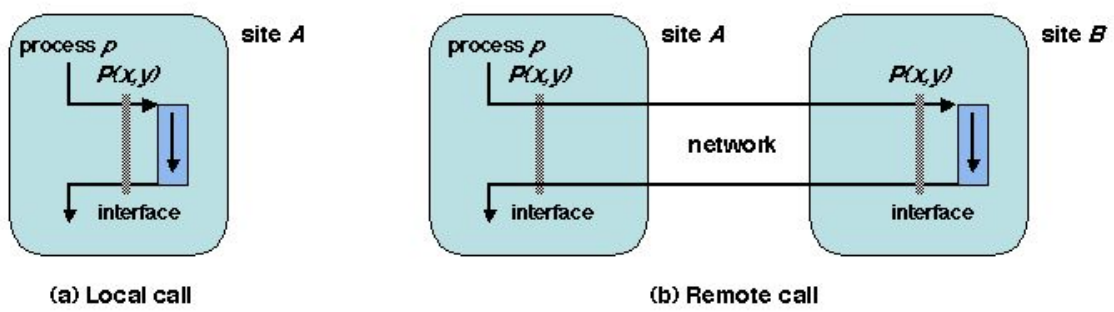 process p
P(x,y)
interface
site A
(a) Local call
process p
P(x,y)
interface
site A
network
P(x,y)
interface
site B
(b) Remote call